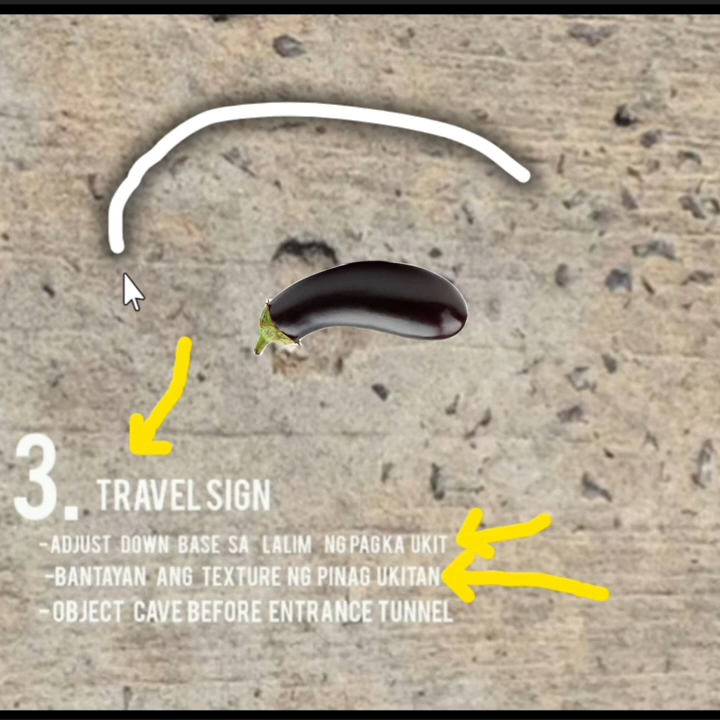 3. TRAVEL SIGN
-ADJUST DOWN BASE SA LALIM NG PAGKA UKIT
-BANTAYAN ANG TEXTURE NG PINAG UKITAN
-OBJECT CAVE BEFORE ENTRANCE TUNNEL